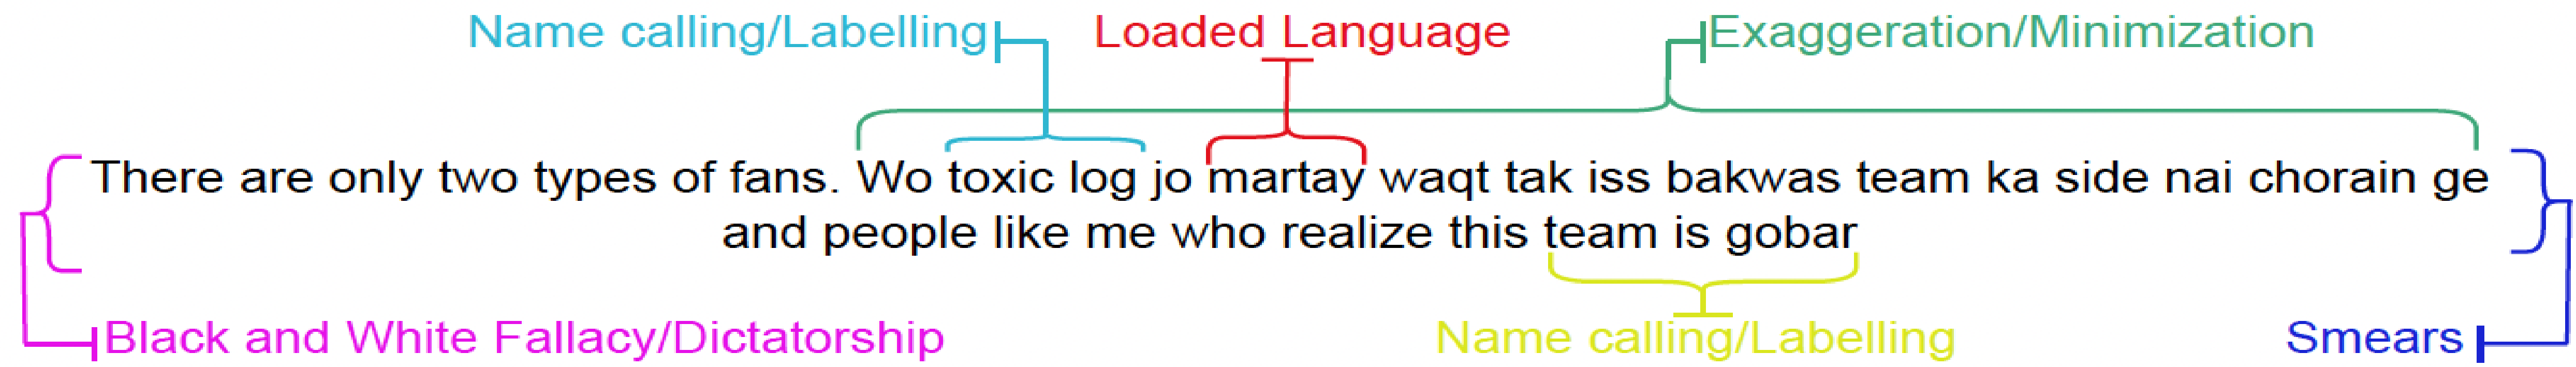 Name calling/Labelling Loaded Language Exaggeration/Minimization
There are only two types of fans. Wo toxic log jo martay waqt tak iss bakwas team ka side nai chorain ge
and people like me who realize this team is gobar
Black and White Fallacy/Dictatorship Name calling/Labelling Smears